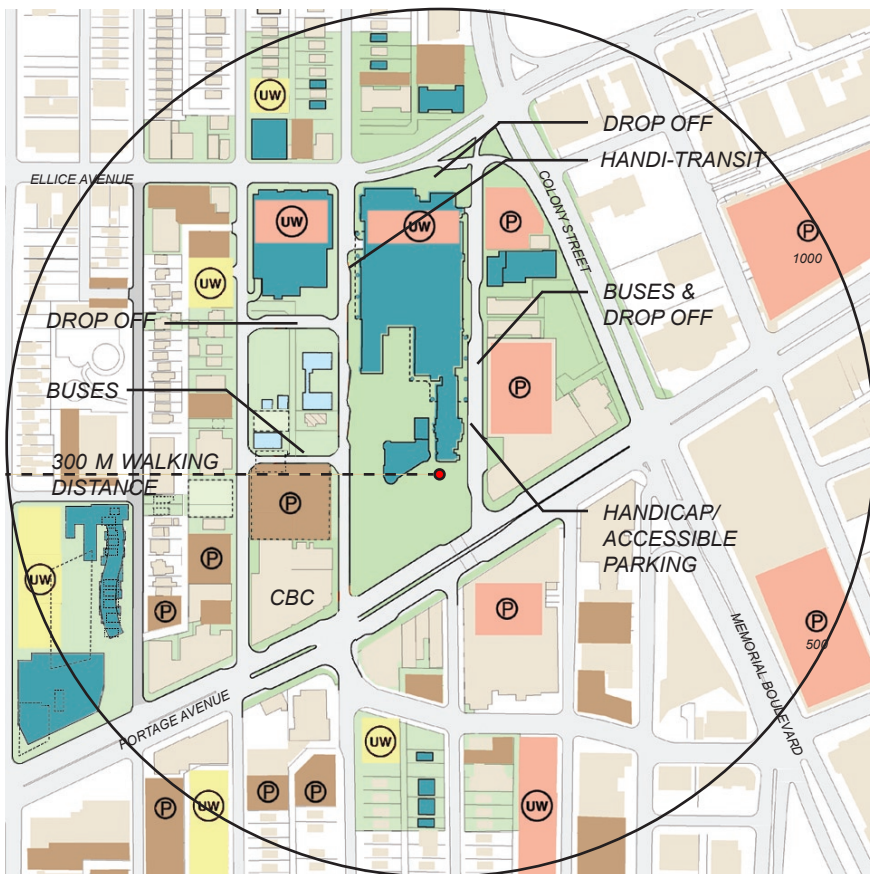 UW
DROP OFF
HANDI-TRANSIT
ELLICE AVENUE
COLONY STREET
UW
UW
P
P
1000
UW
BUSES &
DROP OFF
DROP OFF
P
BUSES
300 M WALKING
DISTANCE
P
HANDICAP/
ACCESSIBLE
PARKING
P
UW
CBC
P
P
P
500
MEMORIAL BOULEVARD
PORTAGE AVENUE
UW
P
UW
P
P
UW